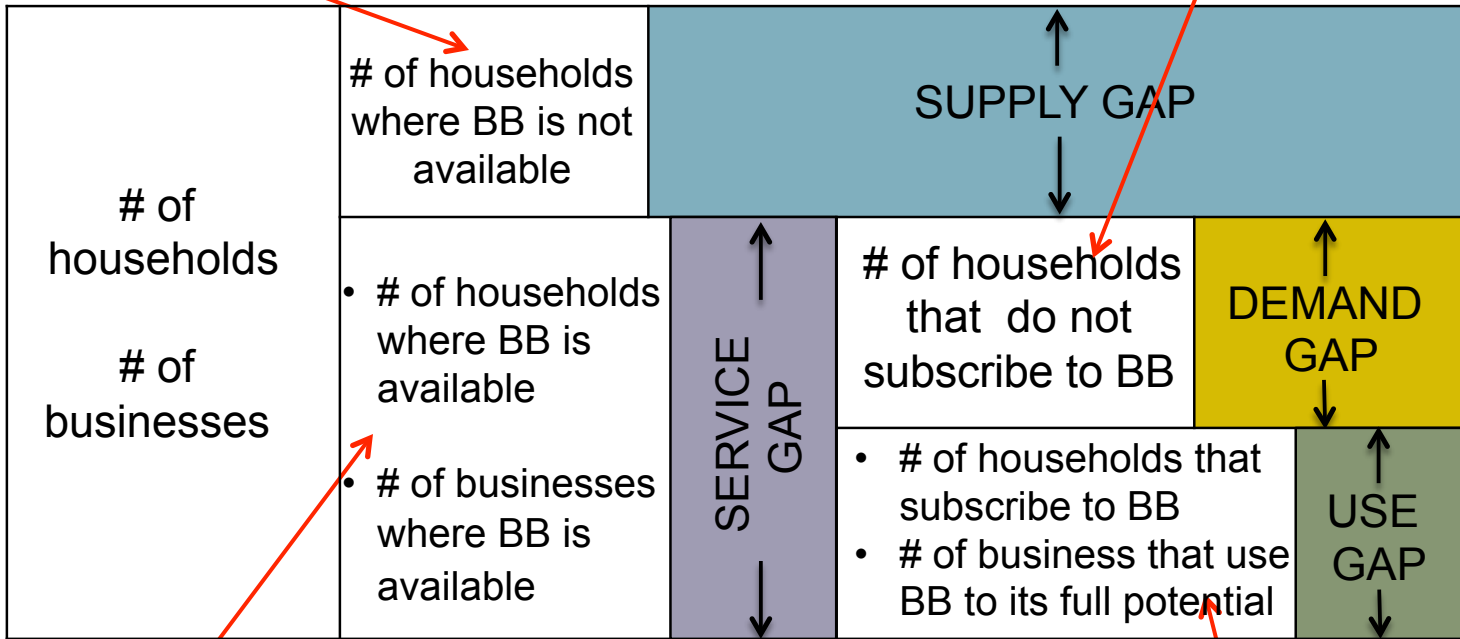 # of
households
# of
businesses
# of households
where BB is not
available
SUPPLY GAP
• # of households
where BB is
available
• # of businesses
where BB is
available
SERVICE
GAP
# of households
that do not
subscribe to BB
DEMAND
GAP
• # of households that
subscribe to BB
• # of business that use
BB to its full potential
USE
GAP